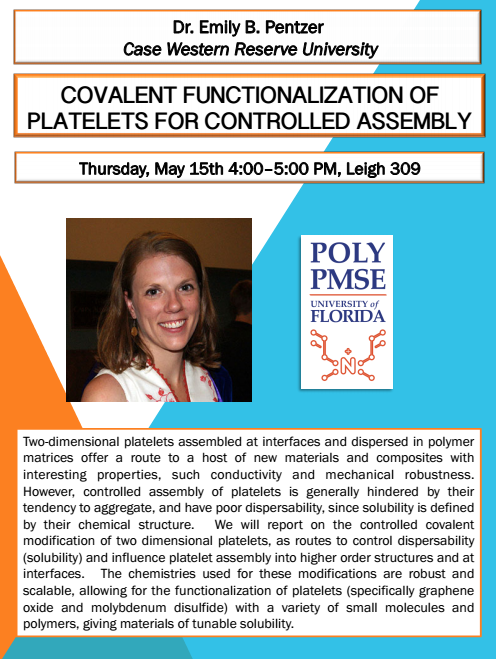 Dr. Emily B. Pentzer
Case Western Reserve University
COVALENT FUNCTIONALIZATION OF
PLATELETS FOR CONTROLLED ASSEMBLY
Thursday, May 15th 4:00–5:00 PM, Leigh 309
POLY
PMSE
UNIVERSITY of
FLORIDA
N
Two-dimensional platelets assembled at interfaces and dispersed in polymer
matrices offer a route to a host of new materials and composites with
interesting properties, such conductivity and mechanical robustness.
However, controlled assembly of platelets is generally hindered by their
tendency to aggregate, and have poor dispersability, since solubility is defined
by their chemical structure. We will report on the controlled covalent
modification of two dimensional platelets, as routes to control dispersability
(solubility) and influence platelet assembly into higher order structures and at
interfaces. The chemistries used for these modifications are robust and
scalable, allowing for the functionalization of platelets (specifically graphene
oxide and molybdenum disulfide) with a variety of small molecules and
polymers, giving materials of tunable solubility.